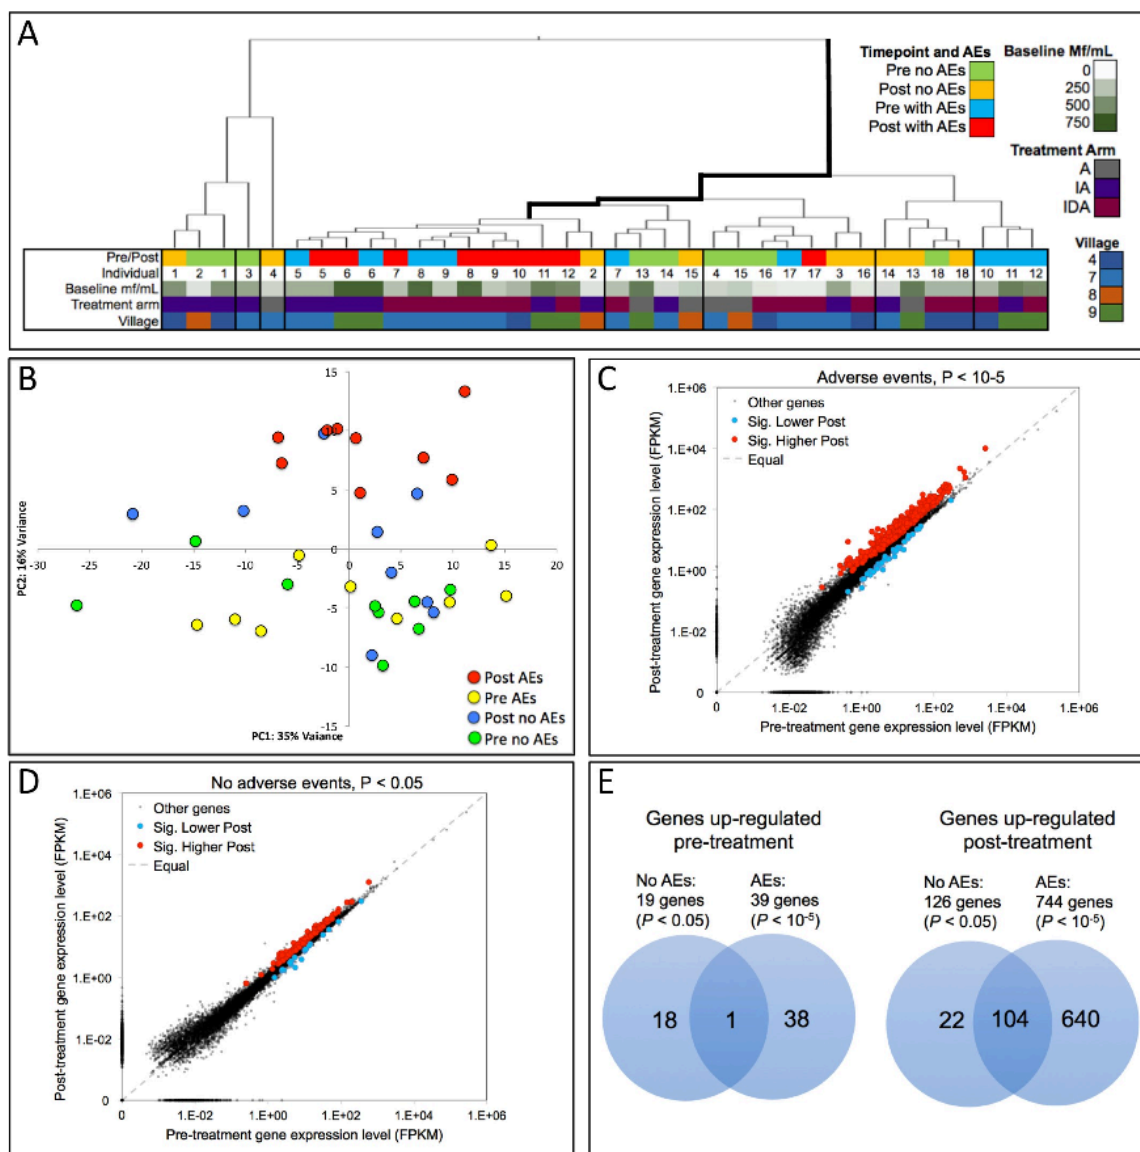 A
Timepoint and AEs
Pre no AEs
Post no AEs
Pre with AEs
Post with AEs
Baseline Mf/mL
0
250
500
750
Treatment Arm
A
IA
IDA
Village
4
7
8
9
Pre/Post
Individual 1 2 1 3 4 5 5 6 6 7 8 9 8 9 10 11 12 2 7 13 14 15 4 15 16 17 17 3 16 14 13 18 18 10 11 12
Baseline mf/mL
Treatment arm
Village
B
15
10
5
0
-30 -25 -20 -15 -10 -5 0 5 10 15 20
-5
-10
-15
PC2: 16% Variance
PC1: 35% Vaiance
Post AEs
Pre AEs
Post no AEs
Pre no AEs
C
Adverse events, P < 10-5
1.E+06
1.E+04
1.E+02
1.E+00
1.E-02
0
Other genes
Sig. Lower Post
Sig. Higher Post
Equal
Post-treatment gene expression level (FPKM)
0 1.E-02 1.E+00 1.E+02 1.E+04 1.E+06
Pre-treatment gene expression level (FPKM)
D
No adverse events, P < 0.05
1.E+06
1.E+04
1.E+02
1.E+00
1.E-02
0
Other genes
Sig. Lower Post
Sig. Higher Post
Equal
Post-treatment gene expression level (FPKM)
0 1.E-02 1.E+00 1.E+02 1.E+04 1.E+06
Pre-treatment gene expression level (FPKM)
E
Genes up-regulated
pre-treatment
No AEs:
19 genes
(P < 0.05)
AEs:
39 genes
(P < 10-5)
18 1 38
Genes up-regulated
post-treatment
No AEs:
126 genes
(P < 0.05)
AEs:
744 genes
(P < 10-5)
22 104 640